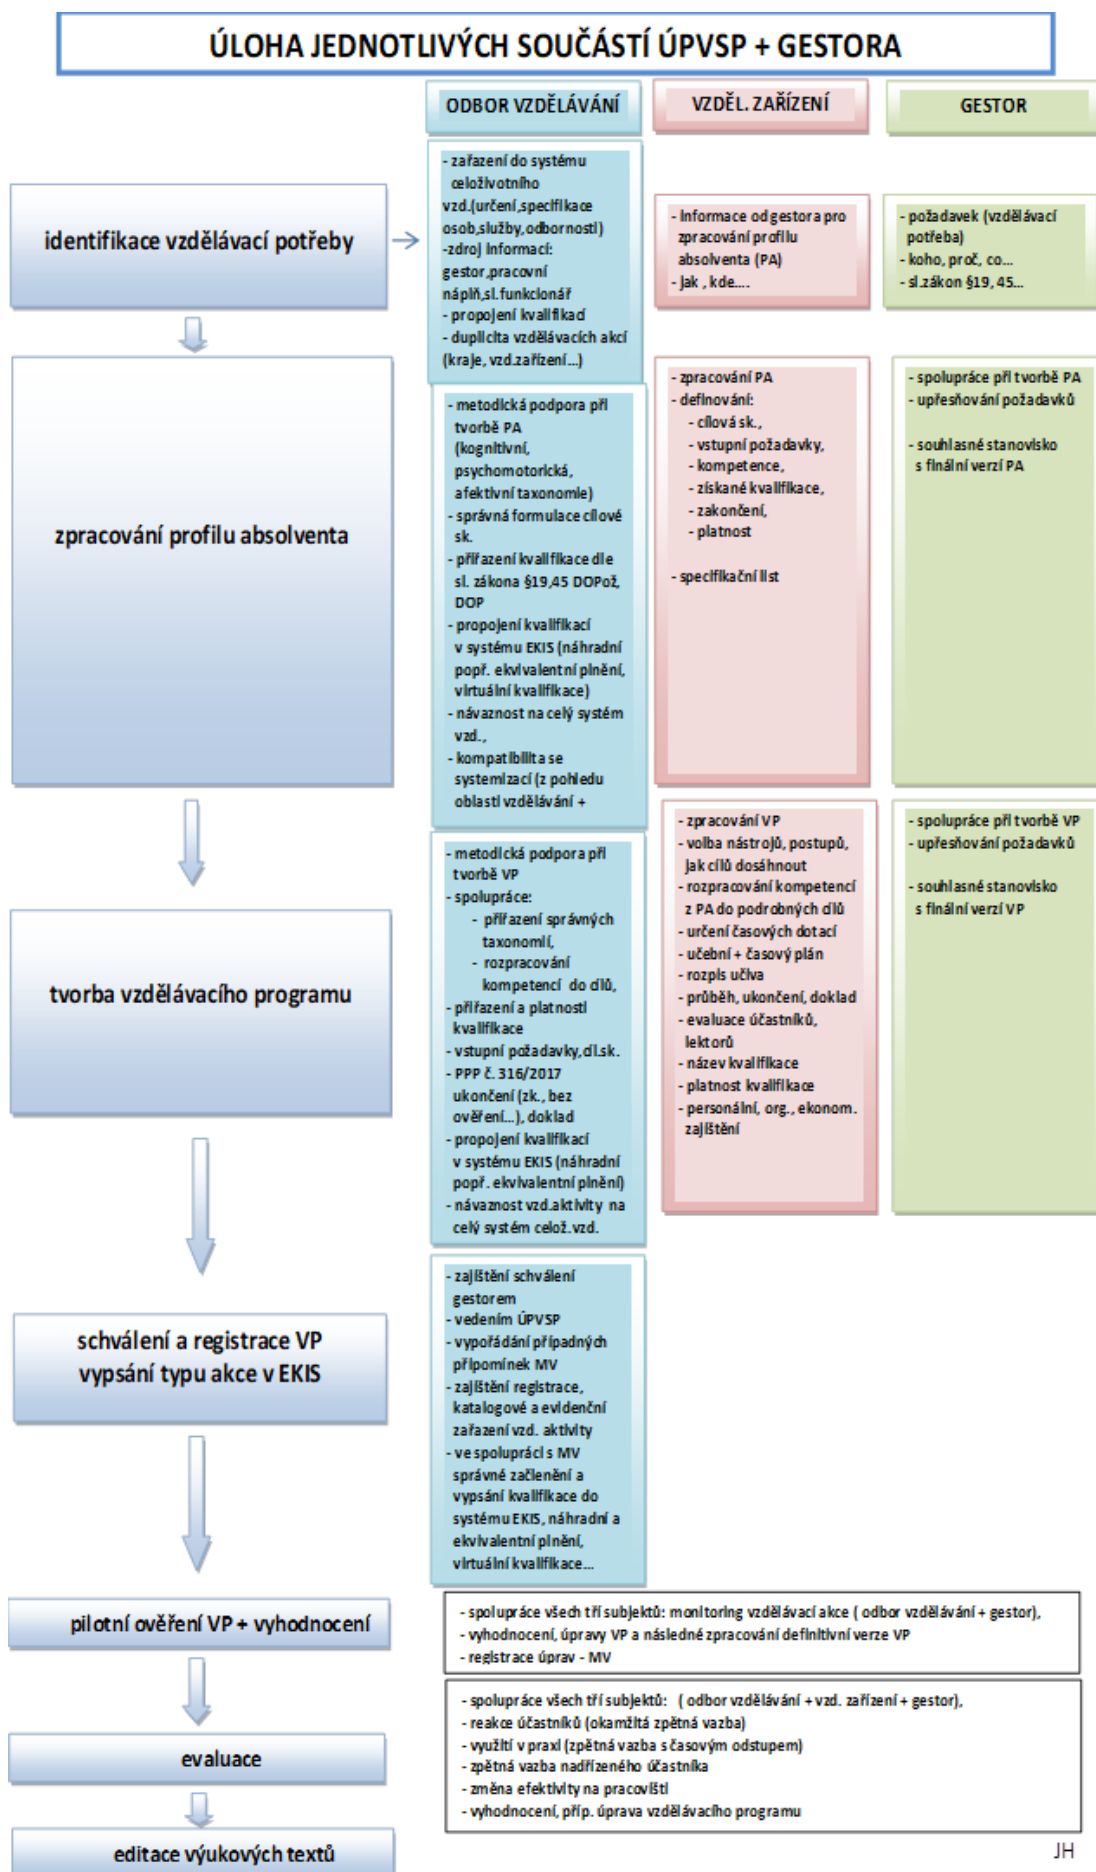 ÚLOHA JEDNOTLIVÝCH SOUČÁSTÍ ÚPVSP + GESTORA
ODBOR VZDĚLÁVÁNÍ
VZDĚL. ZAŘÍZENÍ
GESTOR
identifikace vzdělávací potřeby
- zařazení do systému
celoživotního
vzd.(určení,specifikace
osob,služby,odbornosti)
-zdroj informací:
gestor,pracovní
náplň,sl.funkcionář
- propojení kvalifikací
- duplicita vzdělávacích akcí
(kraje, vzd.zařízení...)
- informace od gestora pro
zpracování profilu
absolventa (PA)
- jak , kde....
- požadavek (vzdělávací
potřeba)
- koho, proč, co...
- sl.zákon §19, 45...
zpracování profilu absolventa
- metodická podpora při
tvorbě PA
(kognitivní,
psychomotorická,
afektivní taxonomie)
- správná formulace cílové
sk.
- přiřazení kvalifikace dle
sl. zákona §19,45 DOPož,
DOP
- propojení kvalifikací
v systému EKIS (náhradní
popř. ekvivalentní plnění,
virtuální kvalifikace)
- návaznost na celý systém
vzd.,
- kompatibilita se
systemizací (z pohledu
oblasti vzdělávání +
- zpracování PA
- definování:
- cílová sk.,
- vstupní požadavky,
- kompetence,
- získané kvalifikace,
- zakončení,
- platnost
- specifikační list
- spolupráce při tvorbě PA
- upřesňování požadavků
- souhlasné stanovisko
s finální verzí PA
tvorba vzdělávacího programu
- metodická podpora při
tvorbě VP
- spolupráce:
- přiřazení správných
taxonomií,
- rozpracování
kompetencí do cílů,
- přiřazení a platnosti
kvalifikace
- vstupní požadavky,cíl.sk.
- PPP č. 316/2017
ukončení (zk., bez
ověření...), doklad
- propojení kvalifikací
v systému EKIS (náhradní
popř. ekvivalentní plnění)
- návaznost vzd.aktivity na
celý systém celož.vzd.
- zpracování VP
- volba nástrojů, postupů,
jak cílů dosáhnout
- rozpracování kompetencí
z PA do podrobných cílů
- určení časových dotací
- učební + časový plán
- rozpis učiva
- průběh, ukončení, doklad
- evaluace účastníků,
lektorů
- název kvalifikace
- platnost kvalifikace
- personální, org., ekonom.
zajištění
- spolupráce při tvorbě VP
- upřesňování požadavků
- souhlasné stanovisko
s finální verzí VP
schválení a registrace VP
vypsání typu akce v EKIS
- zajištění schválení
gestorem
- vedením ÚPVSP
- vypořádání případných
připomínek MV
- zajištění registrace,
katalogové a evidenční
zařazení vzd. aktivity
- ve spolupráci s MV
správné začlenění a
vypsání kvalifikace do
systému EKIS, náhradní a
ekvivalentní plnění,
virtuální kvalifikace...
pilotní ověření VP + vyhodnocení
- spolupráce všech tří subjektů: monitoring vzdělávací akce ( odbor vzdělávání + gestor),
- vyhodnocení, úpravy VP a následné zpracování definitivní verze VP
- registrace úprav - MV
evaluace
- spolupráce všech tří subjektů: ( odbor vzdělávání + vzd. zařízení + gestor),
- reakce účastníků (okamžitá zpětná vazba)
- využití v praxi (zpětná vazba s časovým odstupem)
- zpětná vazba nadřízeného účastníka
- změna efektivity na pracovišti
- vyhodnocení, příp. úprava vzdělávacího programu
editace výukových textů
JH